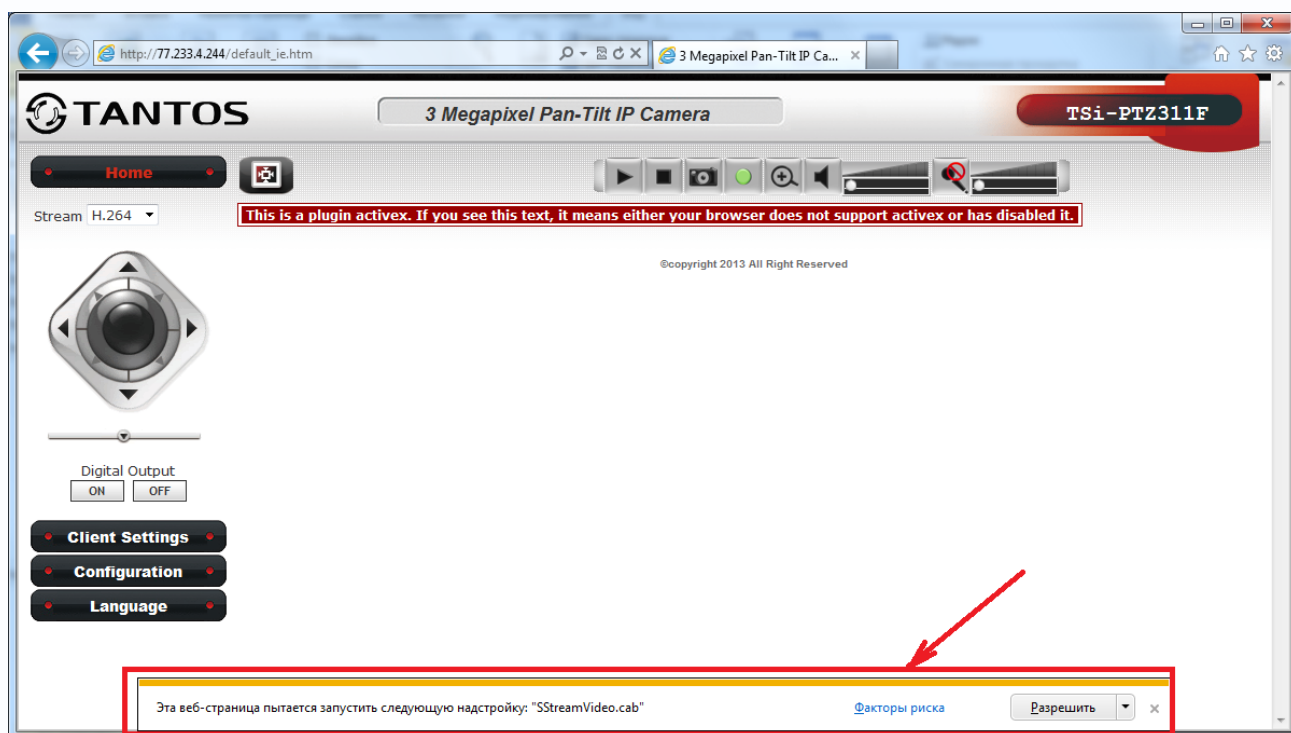 http://77.233.4.244/default_ie.htm
3 Megapixel Pan-Tilt IP Ca...
TANTOS
3 Megapixel Pan-Tilt IP Camera
TSi-PTZ311F
Home
Stream H.264
This is a plugin activex. If you see this text, it means either your browser does not support activex or has disabled it.
©copyright 2013 All Right Reserved
Digital Output
ON OFF
Client Settings
Configuration
Language
Эта веб-страница пытается запустить следующую надстройку: "SStreamVideo.cab" Факторы риска Разрешить